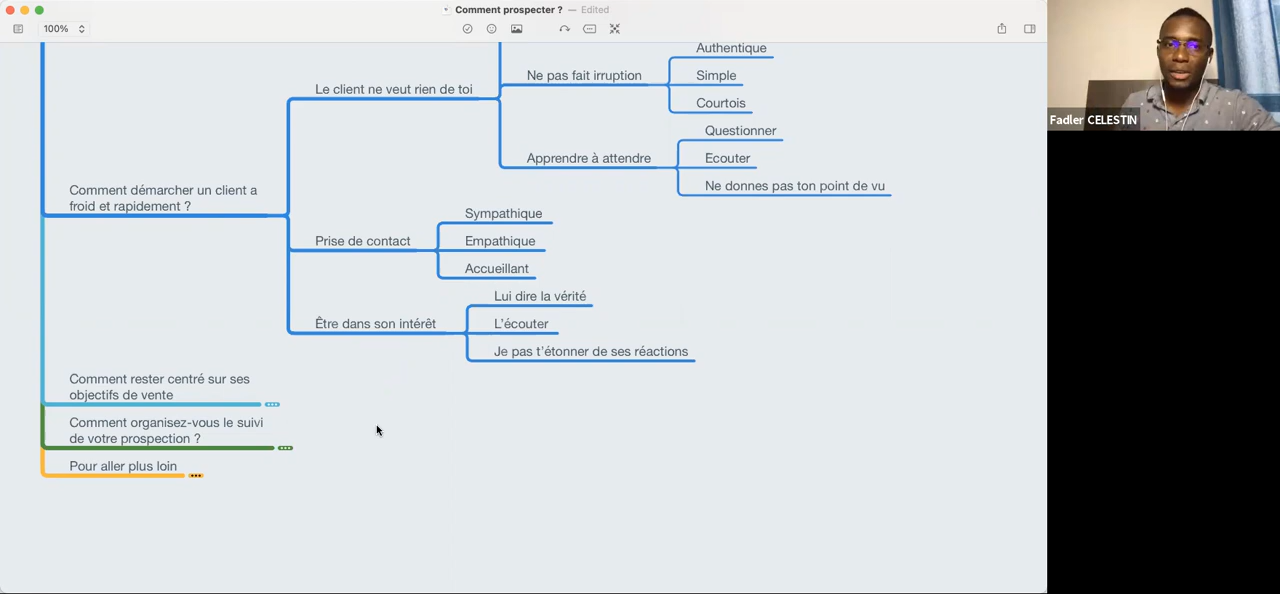 Comment prospecter ? — Edited
100%
Authentique
Le client ne veut rien de toi
Ne pas fait irruption
Simple
Courtois
Questionner
Apprendre à attendre
Ecouter
Ne donnes pas ton point de vu
Comment démarcher un client a
froid et rapidement ?
Sympathique
Prise de contact
Empathique
Accueillant
Lui dire la vérité
Être dans son intérêt
L'écouter
Je pas t'étonner de ses réactions
Comment rester centré sur ses
objectifs de vente
Comment organisez-vous le suivi
de votre prospection ?
Pour aller plus loin
Fadler CELESTIN